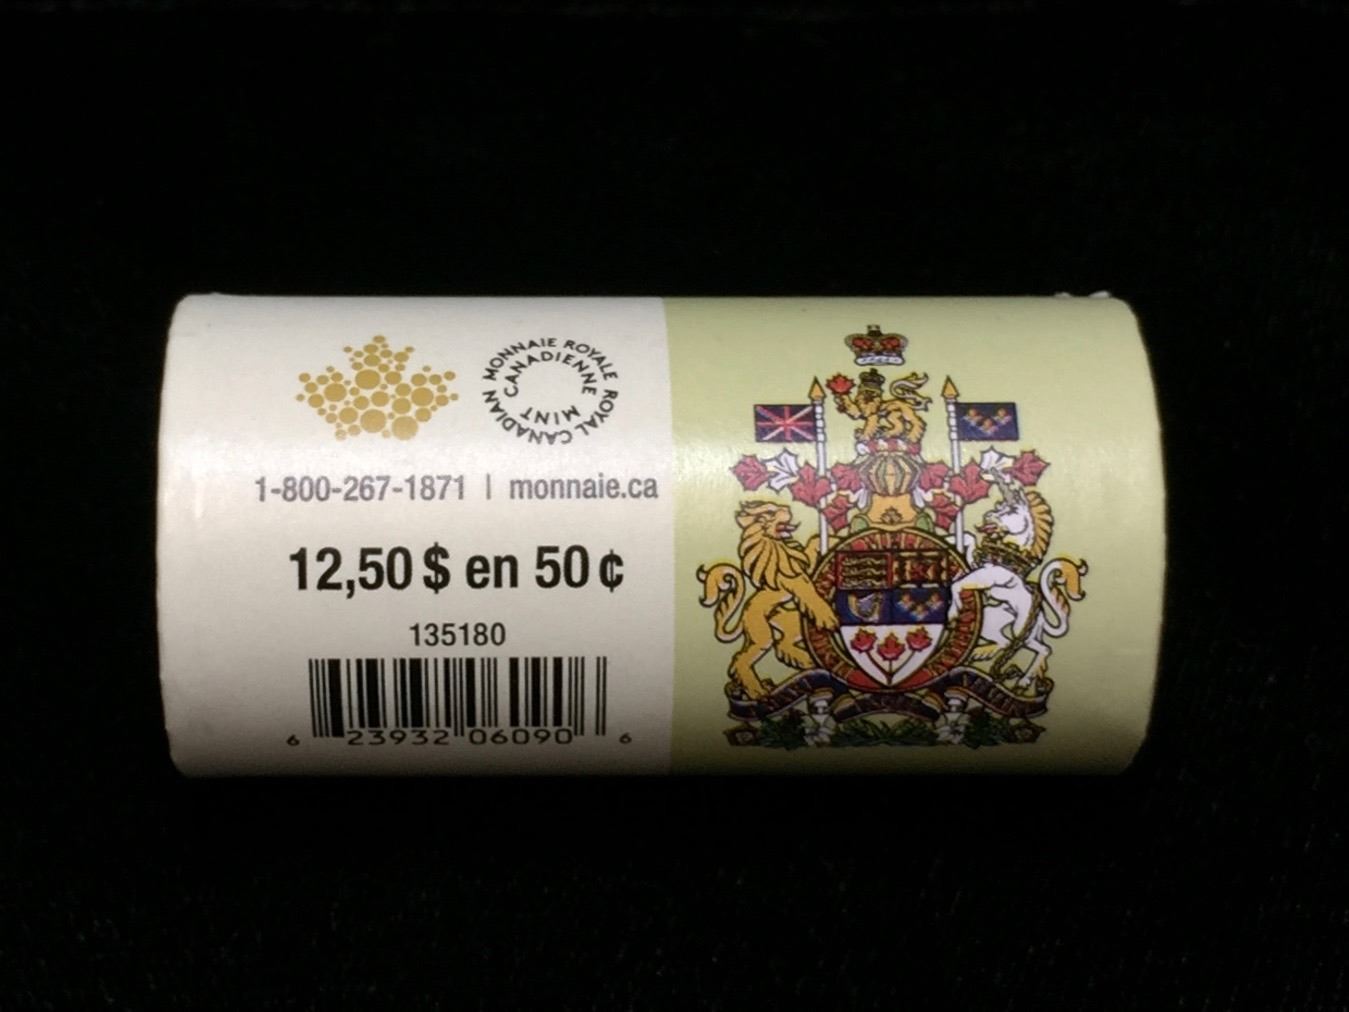 MONNAIE ROYALE CANADIENNE
ROYAL CANADIAN MINT
1-800-267-1871 | monnaie.ca
12,50 $ en 50 ¢
135180
6 23932 06090 6